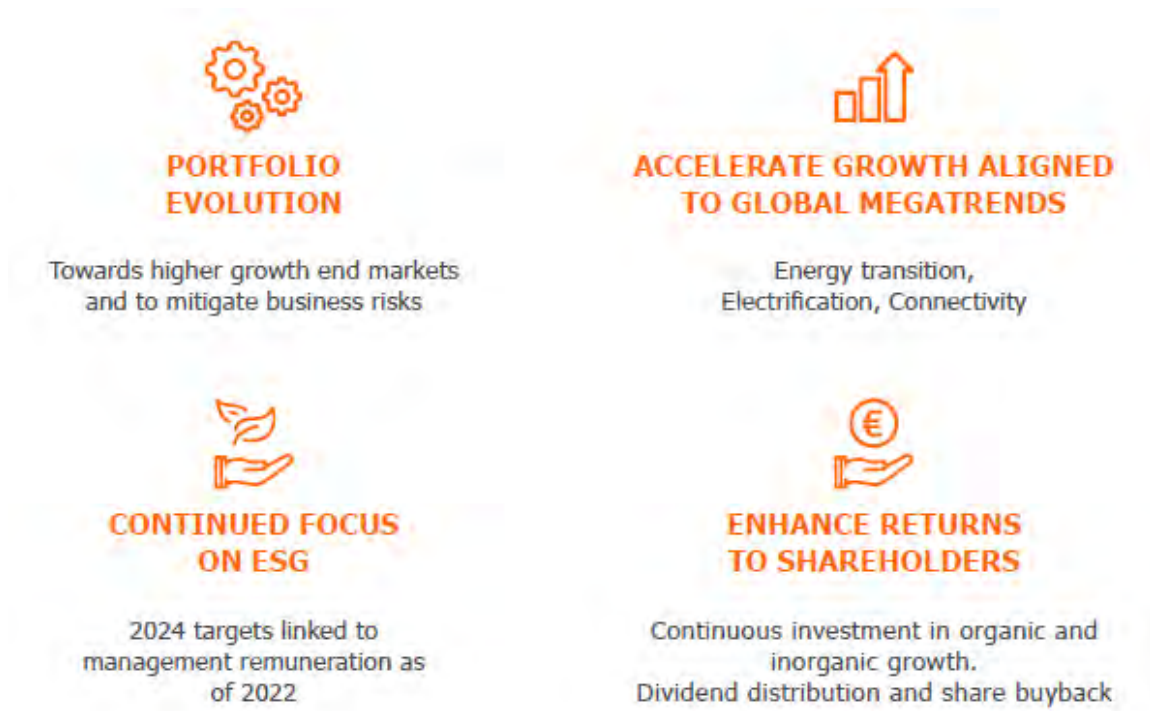 PORTFOLIO
EVOLUTION
Towards higher growth end markets
and to mitigate business risks
ACCELERATE GROWTH ALIGNED
TO GLOBAL MEGATRENDS
Energy transition,
Electrification, Connectivity
CONTINUED FOCUS
ON ESG
2024 targets linked to
management remuneration as
of 2022
€
ENHANCE RETURNS
TO SHAREHOLDERS
Continuous investment in organic and
inorganic growth.
Dividend distribution and share buyback